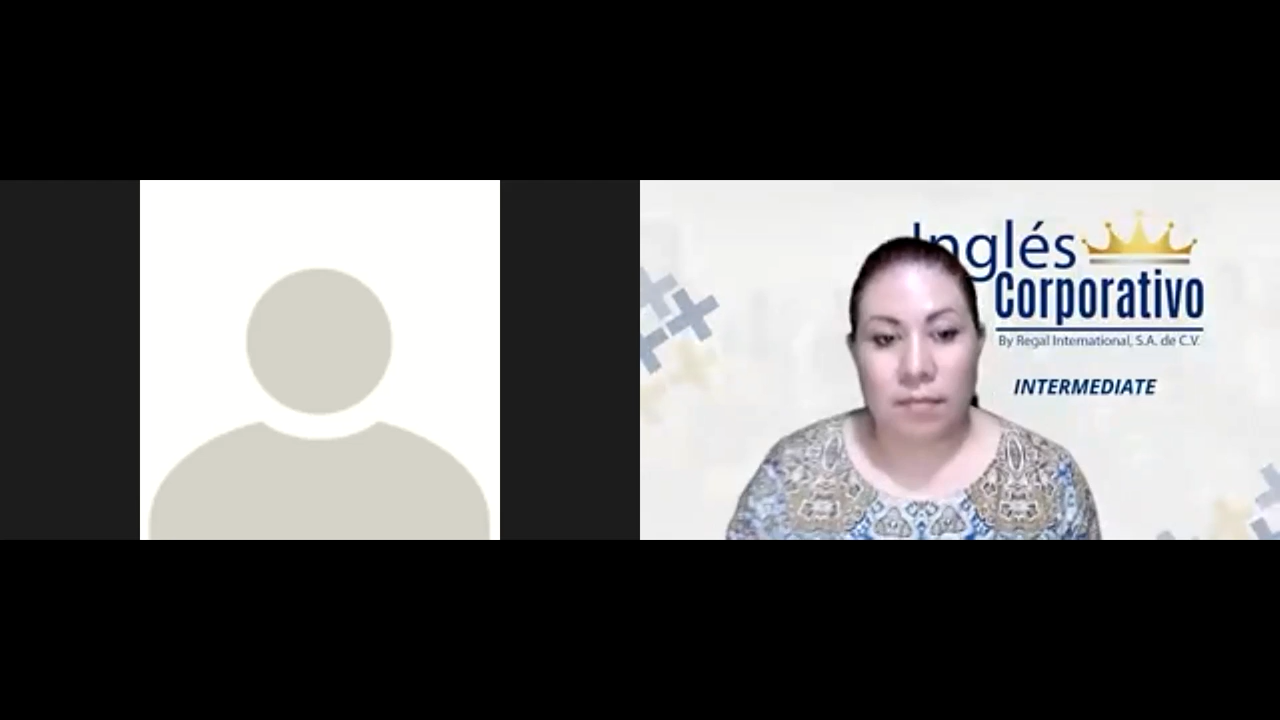 Inglés
Corporativo
By Regal International, S.A. de C.V.
INTERMEDIATE